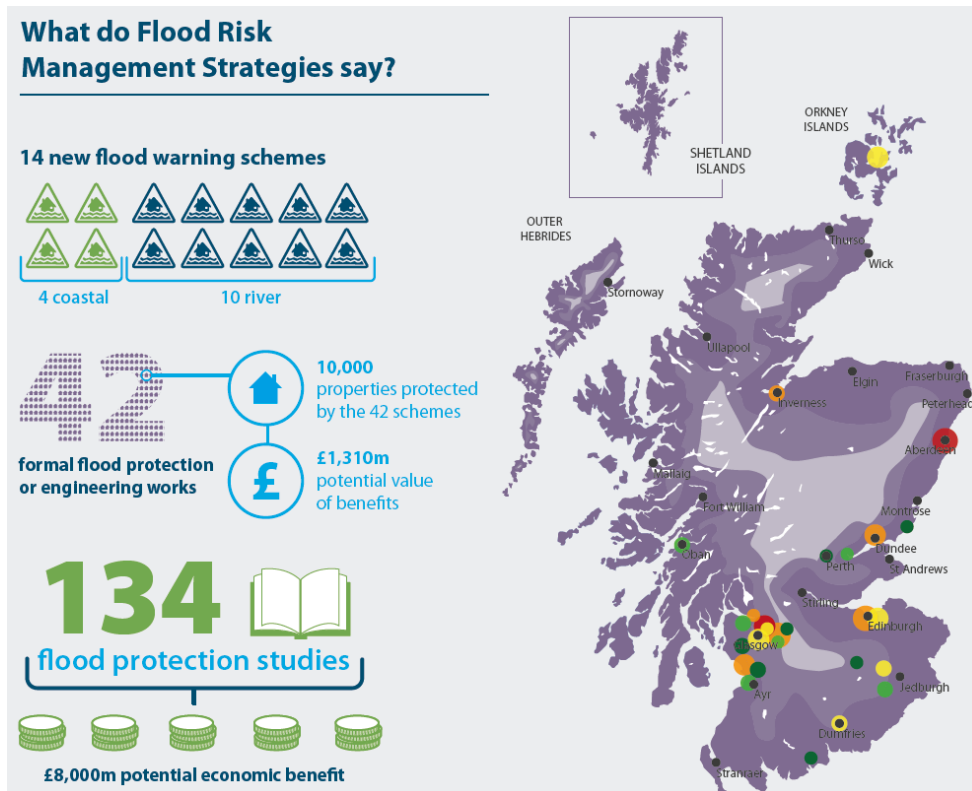 What do Flood Risk
Management Strategies say?
14 new flood warning schemes
4 coastal
10 river
42
10,000
properties protected
by the 42 schemes
£
£1,310m
potential value
of benefits
formal flood protection
or engineering works
134
flood protection studies
£8,000m potential economic benefit
SHETLAND
ISLANDS
ORKNEY
ISLANDS
OUTER
HEBRIDES
Thurso
Wick
Stornoway
Ullapool
Elgin
Fraserburgh
Inverness
Peterhead
Aberdeen
Mallaig
Fort William
Montrose
Oban
Dundee
Perth
St Andrews
Stirling
Edinburgh
Glasgow
Ayr
Jedburgh
Dumfries
Stranraer